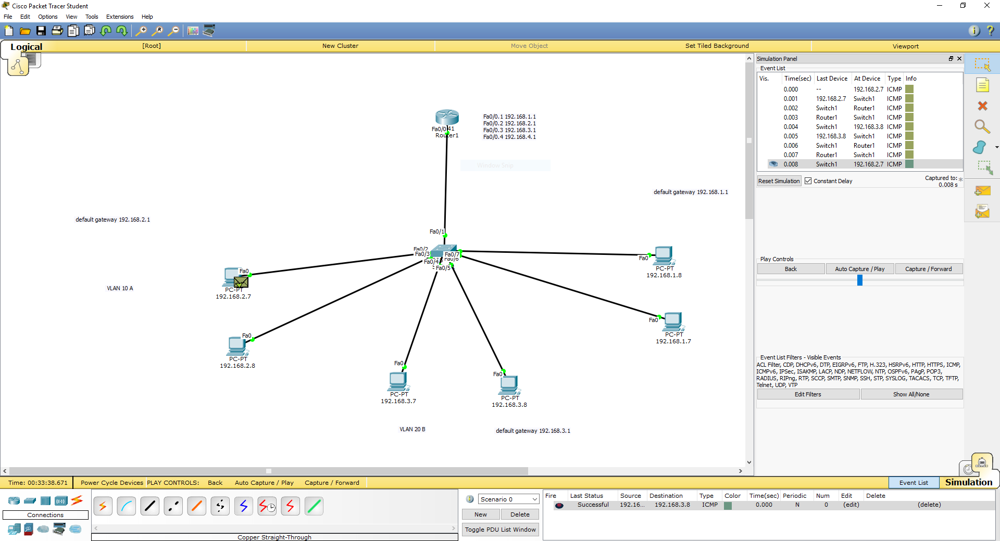 Cisco Packet Tracer Student
File Edit Options View Tools Extensions Help
Logical [Root] New Cluster Move Object Set Tiled Background Viewport
Fa0/0.1 192.168.1.1
Fa0/0.2 192.168.2.1
Fa0/0.3 192.168.3.1
Fa0/0.4 192.168.4.1
Router1
Window Snip
default gateway 192.168.1.1
default gateway 192.168.2.1
Fa0/1
Fa0/2
Fa0/3
Fa0/7
Fa0/4
Fa0/6
Fa0/5
Fa0
PC-PT
192.168.1.8
Fa0
PC-PT
192.168.2.7
VLAN 10 A
Fa0
PC-PT
192.168.1.7
Fa0
PC-PT
192.168.2.8
Fa0
PC-PT
192.168.3.7
Fa0
PC-PT
192.168.3.8
VLAN 20 B
default gateway 192.168.3.1
Simulation Panel
Event List
Vis. Time(sec) Last Device At Device Type Info
0.000 -- 192.168.2.7 ICMP
0.001 192.168.2.7 Switch1 ICMP
0.002 Switch1 Router1 ICMP
0.003 Router1 Switch1 ICMP
0.004 Switch1 192.168.3.8 ICMP
0.005 192.168.3.8 Switch1 ICMP
0.006 Switch1 Router1 ICMP
0.007 Router1 Switch1 ICMP
0.008 Switch1 192.168.2.7 ICMP
Reset Simulation Constant Delay Captured to: *
0.008 s
Play Controls
Back Auto Capture / Play Capture / Forward
Event List Filters - Visible Events
ACL Filter, CDP, DHCPv6, DTP, EIGRPv6, FTP, H.323, HSRPv6, HTTP, HTTPS, ICMP,
ICMPv6, IPSec, ISAKMP, LACP, NDP, NETFLOW, NTP, OSPFv6, PAgP, POP3,
RADIUS, RIPng, RTP, SCCP, SMTP, SNMP, SSH, STP, SYSLOG, TACACS, TCP, TFTP,
Telnet, UDP, VTP
Edit Filters Show All/None
Time: 00:33:38.671 Power Cycle Devices PLAY CONTROLS: Back Auto Capture / Play Capture / Forward Event List Simulation
Connections
Copper Straight-Through
Scenario 0
New Delete
Toggle PDU List Window
Fire Last Status Source Destination Type Color Time(sec) Periodic Num Edit Delete
Successful 192.16... 192.168.3.8 ICMP 0.000 N 0 (edit) (delete)